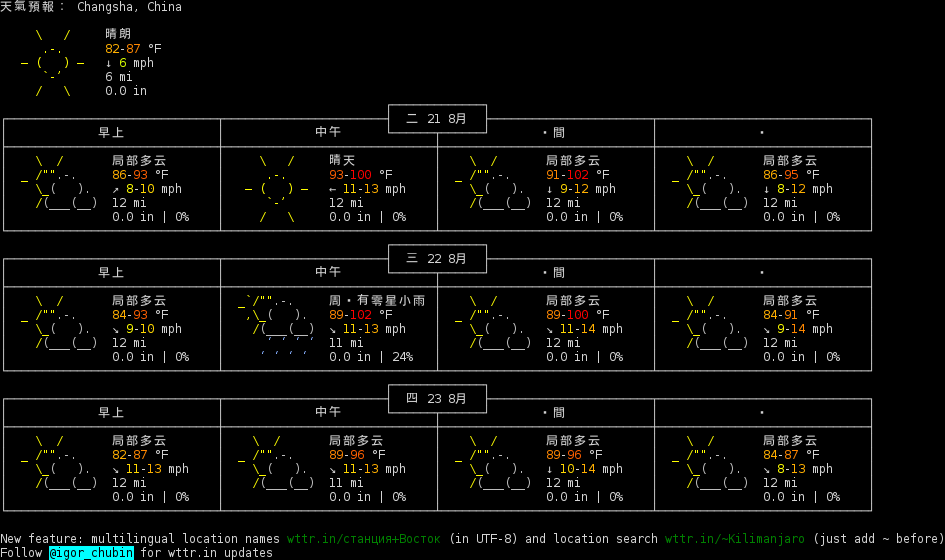 天氣預報： Changsha, China
晴朗
82-87 °F
↓ 6 mph
6 mi
0.0 in
二 21 8月
早上 中午 ・間 ・
局部多云 晴天 局部多云 局部多云
86-93 °F 93-100 °F 91-102 °F 86-95 °F
↗ 8-10 mph ← 11-13 mph ↓ 9-12 mph ↓ 8-12 mph
12 mi 12 mi 12 mi 12 mi
0.0 in | 0% 0.0 in | 0% 0.0 in | 0% 0.0 in | 0%
三 22 8月
早上 中午 ・間 ・
局部多云 周・有零星小雨 局部多云 局部多云
84-93 °F 89-102 °F 89-100 °F 84-91 °F
↘ 9-10 mph ↘ 11-13 mph ↘ 11-14 mph ↘ 9-14 mph
12 mi 11 mi 12 mi 12 mi
0.0 in | 0% 0.0 in | 24% 0.0 in | 0% 0.0 in | 0%
四 23 8月
早上 中午 ・間 ・
局部多云 局部多云 局部多云 局部多云
82-87 °F 89-96 °F 89-96 °F 84-87 °F
↘ 11-13 mph ↘ 11-13 mph ↓ 10-14 mph ↘ 8-13 mph
12 mi 11 mi 12 mi 12 mi
0.0 in | 0% 0.0 in | 0% 0.0 in | 0% 0.0 in | 0%
New feature: multilingual location names wttr.in/станция+Восток (in UTF-8) and location search wttr.in/~Kilimanjaro (just add ~ before)
Follow @igor_chubin for wttr.in updates